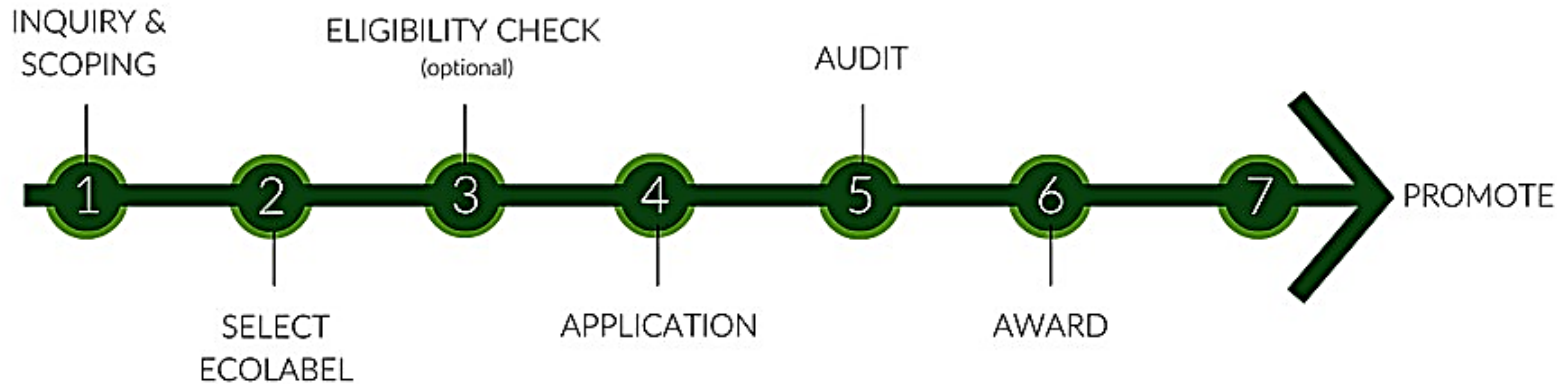 INQUIRY &
SCOPING
1
2
SELECT
ECOLABEL
ELIGIBILITY CHECK
(optional)
3
4
APPLICATION
AUDIT
5
6
AWARD
7
PROMOTE